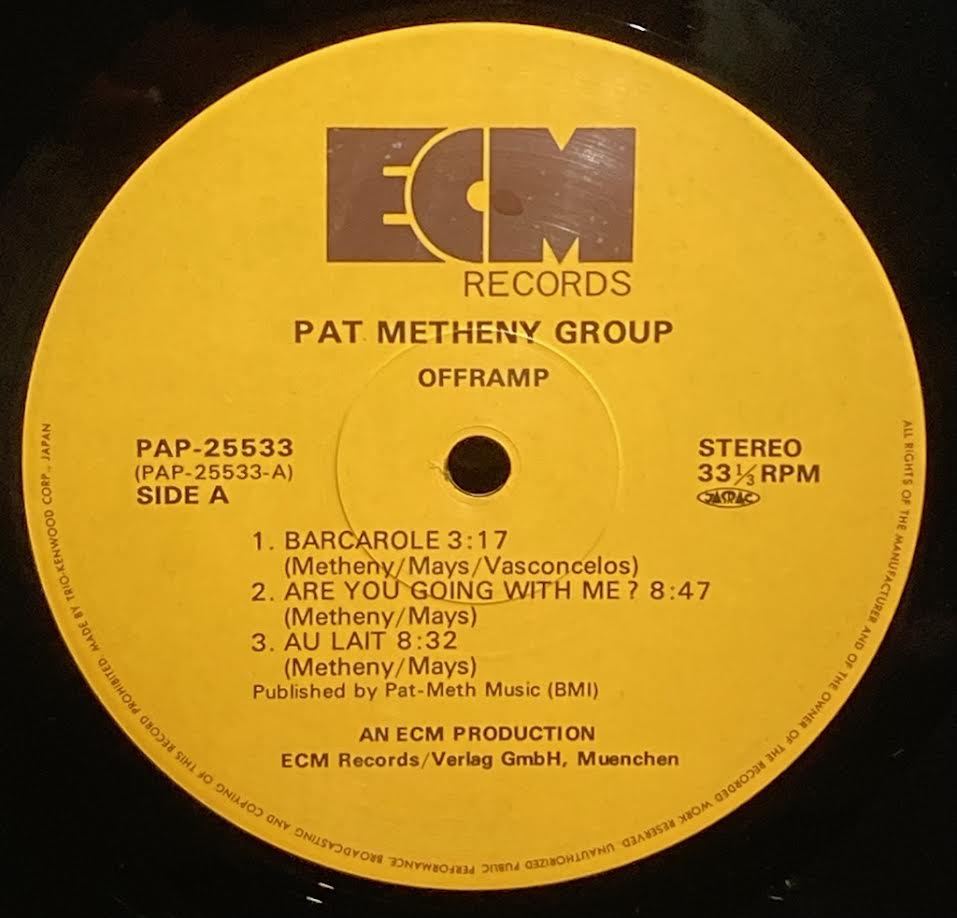 ECM
RECORDS
PAT METHENY GROUP
OFFRAMP
PAP-25533
(PAP-25533-A)
SIDE A
STEREO
33⅓ RPM
JASRAC
1. BARCAROLE 3:17
(Metheny/Mays/Vasconcelos)
2. ARE YOU GOING WITH ME? 8:47
(Metheny/Mays)
3. AU LAIT 8:32
(Metheny/Mays)
Published by Pat-Meth Music (BMI)
AN ECM PRODUCTION
ECM Records/Verlag GmbH, Muenchen
ALL RIGHTS OF THE MANUFACTURER AND OF THE OWNER OF THE RECORDED WORK RESERVED. UNAUTHORIZED PUBLIC PERFORMANCE, BROADCASTING AND COPYING OF THIS RECORD PROHIBITED. MADE BY TRIO-KENWOOD CORP., JAPAN